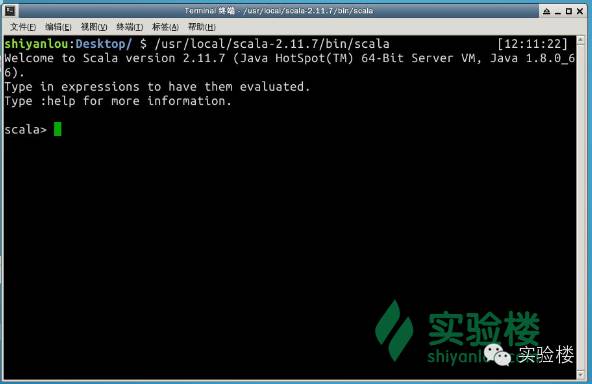 Terminal 终端 - /usr/local/scala-2.11.7/bin/scala
文件(F) 编辑(E) 视图(V) 终端(T) 标签(A) 帮助(H)
shiyanlou:Desktop/ $ /usr/local/scala-2.11.7/bin/scala [12:11:22]
Welcome to Scala version 2.11.7 (Java HotSpot(TM) 64-Bit Server VM, Java 1.8.0_6
6).
Type in expressions to have them evaluated.
Type :help for more information.
scala>
实验楼
shiyanlou
实验楼